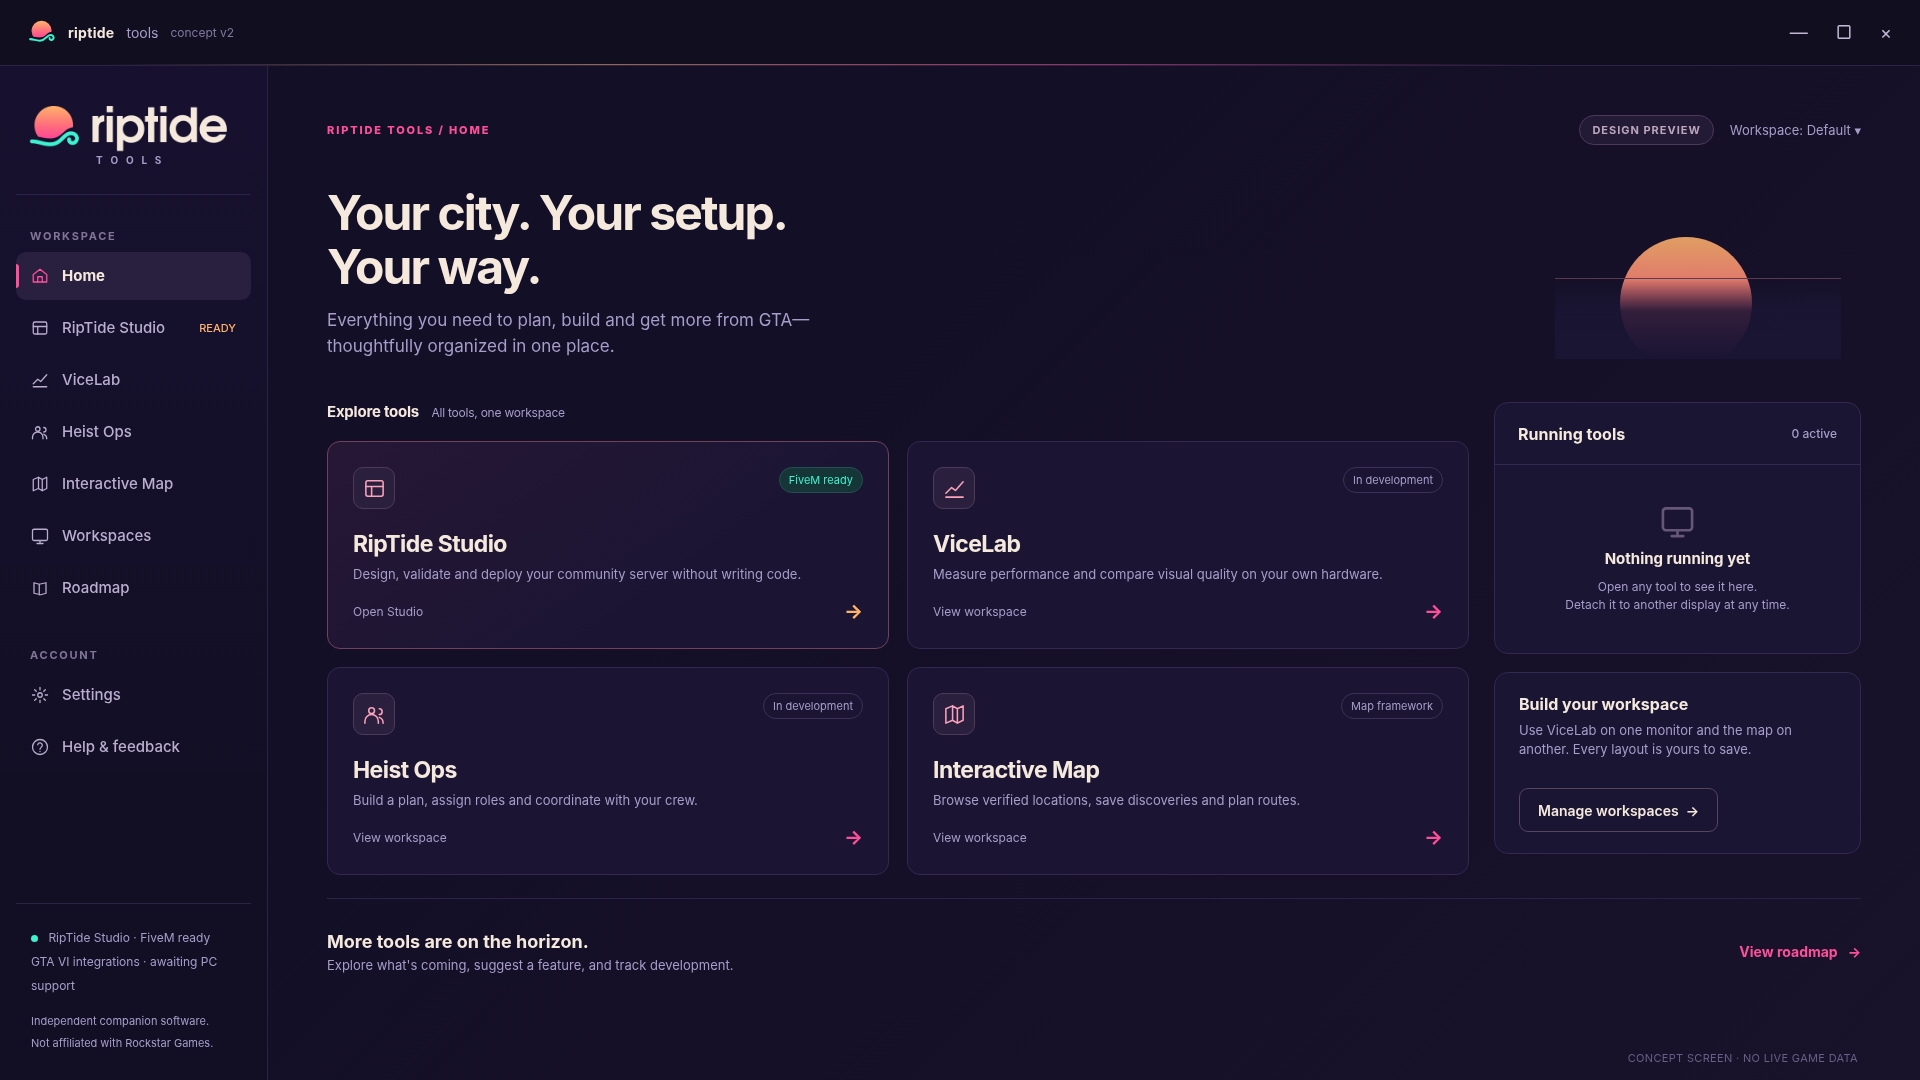 riptide tools concept v2
— □ ×
riptide
TOOLS
WORKSPACE
Home
RipTide Studio READY
ViceLab
Heist Ops
Interactive Map
Workspaces
Roadmap
ACCOUNT
Settings
Help & feedback
RipTide Studio · FiveM ready
GTA VI integrations · awaiting PC
support
Independent companion software.
Not affiliated with Rockstar Games.
RIPTIDE TOOLS / HOME
DESIGN PREVIEW
Workspace: Default ▾
Your city. Your setup.
Your way.
Everything you need to plan, build and get more from GTA—
thoughtfully organized in one place.
Explore tools All tools, one workspace
FiveM ready
RipTide Studio
Design, validate and deploy your community server without writing code.
Open Studio →
In development
ViceLab
Measure performance and compare visual quality on your own hardware.
View workspace →
In development
Heist Ops
Build a plan, assign roles and coordinate with your crew.
View workspace →
Map framework
Interactive Map
Browse verified locations, save discoveries and plan routes.
View workspace →
Running tools 0 active
Nothing running yet
Open any tool to see it here.
Detach it to another display at any time.
Build your workspace
Use ViceLab on one monitor and the map on
another. Every layout is yours to save.
Manage workspaces →
More tools are on the horizon.
Explore what's coming, suggest a feature, and track development.
View roadmap →
CONCEPT SCREEN · NO LIVE GAME DATA